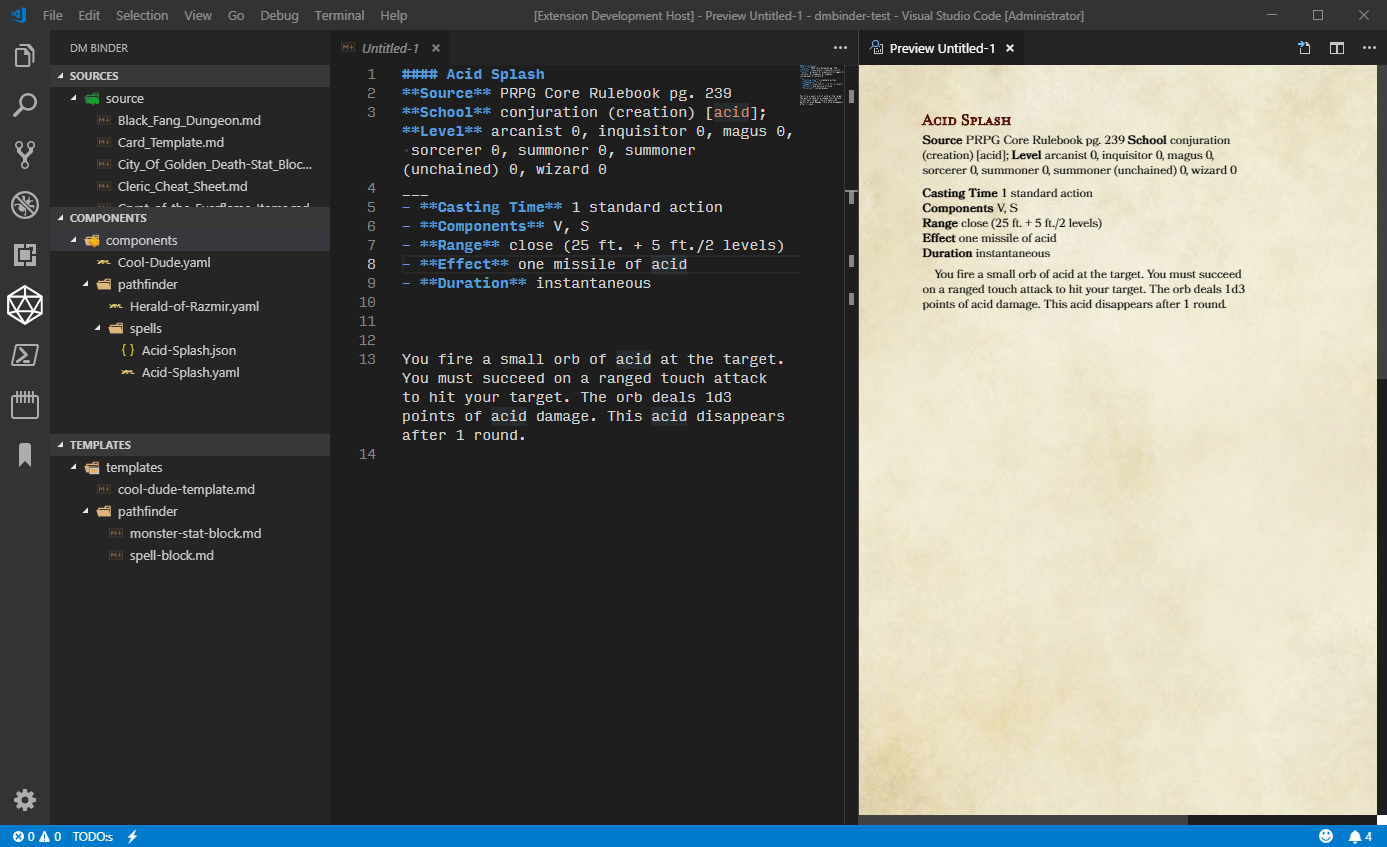 File Edit Selection View Go Debug Terminal Help
[Extension Development Host] - Preview Untitled-1 - dmbinder-test - Visual Studio Code [Administrator]
DM BINDER
SOURCES
source
Black_Fang_Dungeon.md
Card_Template.md
City_Of_Golden_Death-Stat_Bloc...
Cleric_Cheat_Sheet.md
COMPONENTS
components
Cool-Dude.yaml
pathfinder
Herald-of-Razmir.yaml
spells
{ } Acid-Splash.json
Acid-Splash.yaml
TEMPLATES
templates
cool-dude-template.md
pathfinder
monster-stat-block.md
spell-block.md
Untitled-1
1 #### Acid Splash
2 **Source** PRPG Core Rulebook pg. 239
3 **School** conjuration (creation) [acid];
**Level** arcanist 0, inquisitor 0, magus 0,
sorcerer 0, summoner 0, summoner
(unchained) 0, wizard 0
4 ___
5 - **Casting Time** 1 standard action
6 - **Components** V, S
7 - **Range** close (25 ft. + 5 ft./2 levels)
8 - **Effect** one missile of acid
9 - **Duration** instantaneous
10
11
12
13 You fire a small orb of acid at the target.
You must succeed on a ranged touch attack
to hit your target. The orb deals 1d3
points of acid damage. This acid disappears
after 1 round.
14
Preview Untitled-1
Acid Splash
Source PRPG Core Rulebook pg. 239 School conjuration
(creation) [acid]; Level arcanist 0, inquisitor 0, magus 0,
sorcerer 0, summoner 0, summoner (unchained) 0, wizard 0
Casting Time 1 standard action
Components V, S
Range close (25 ft. + 5 ft./2 levels)
Effect one missile of acid
Duration instantaneous
You fire a small orb of acid at the target. You must succeed
on a ranged touch attack to hit your target. The orb deals 1d3
points of acid damage. This acid disappears after 1 round.
0 0 TODO:s
4